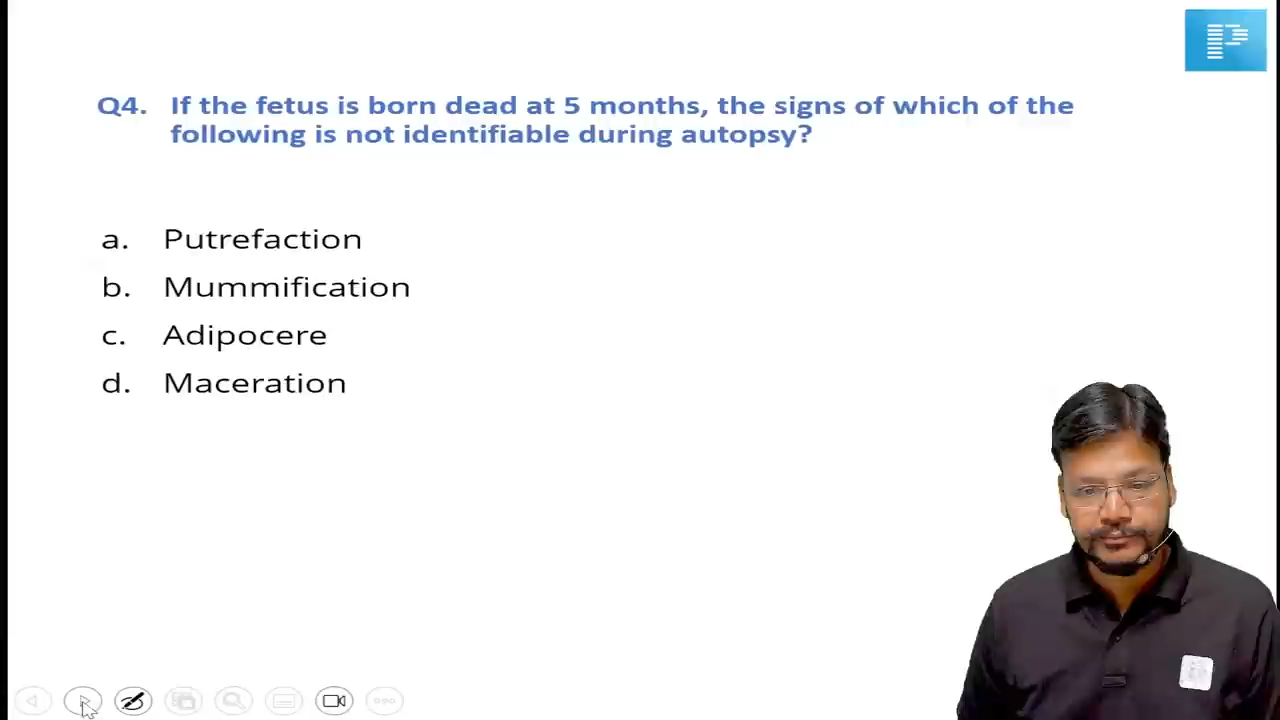 Q4. If the fetus is born dead at 5 months, the signs of which of the
following is not identifiable during autopsy?
a. Putrefaction
b. Mummification
c. Adipocere
d. Maceration